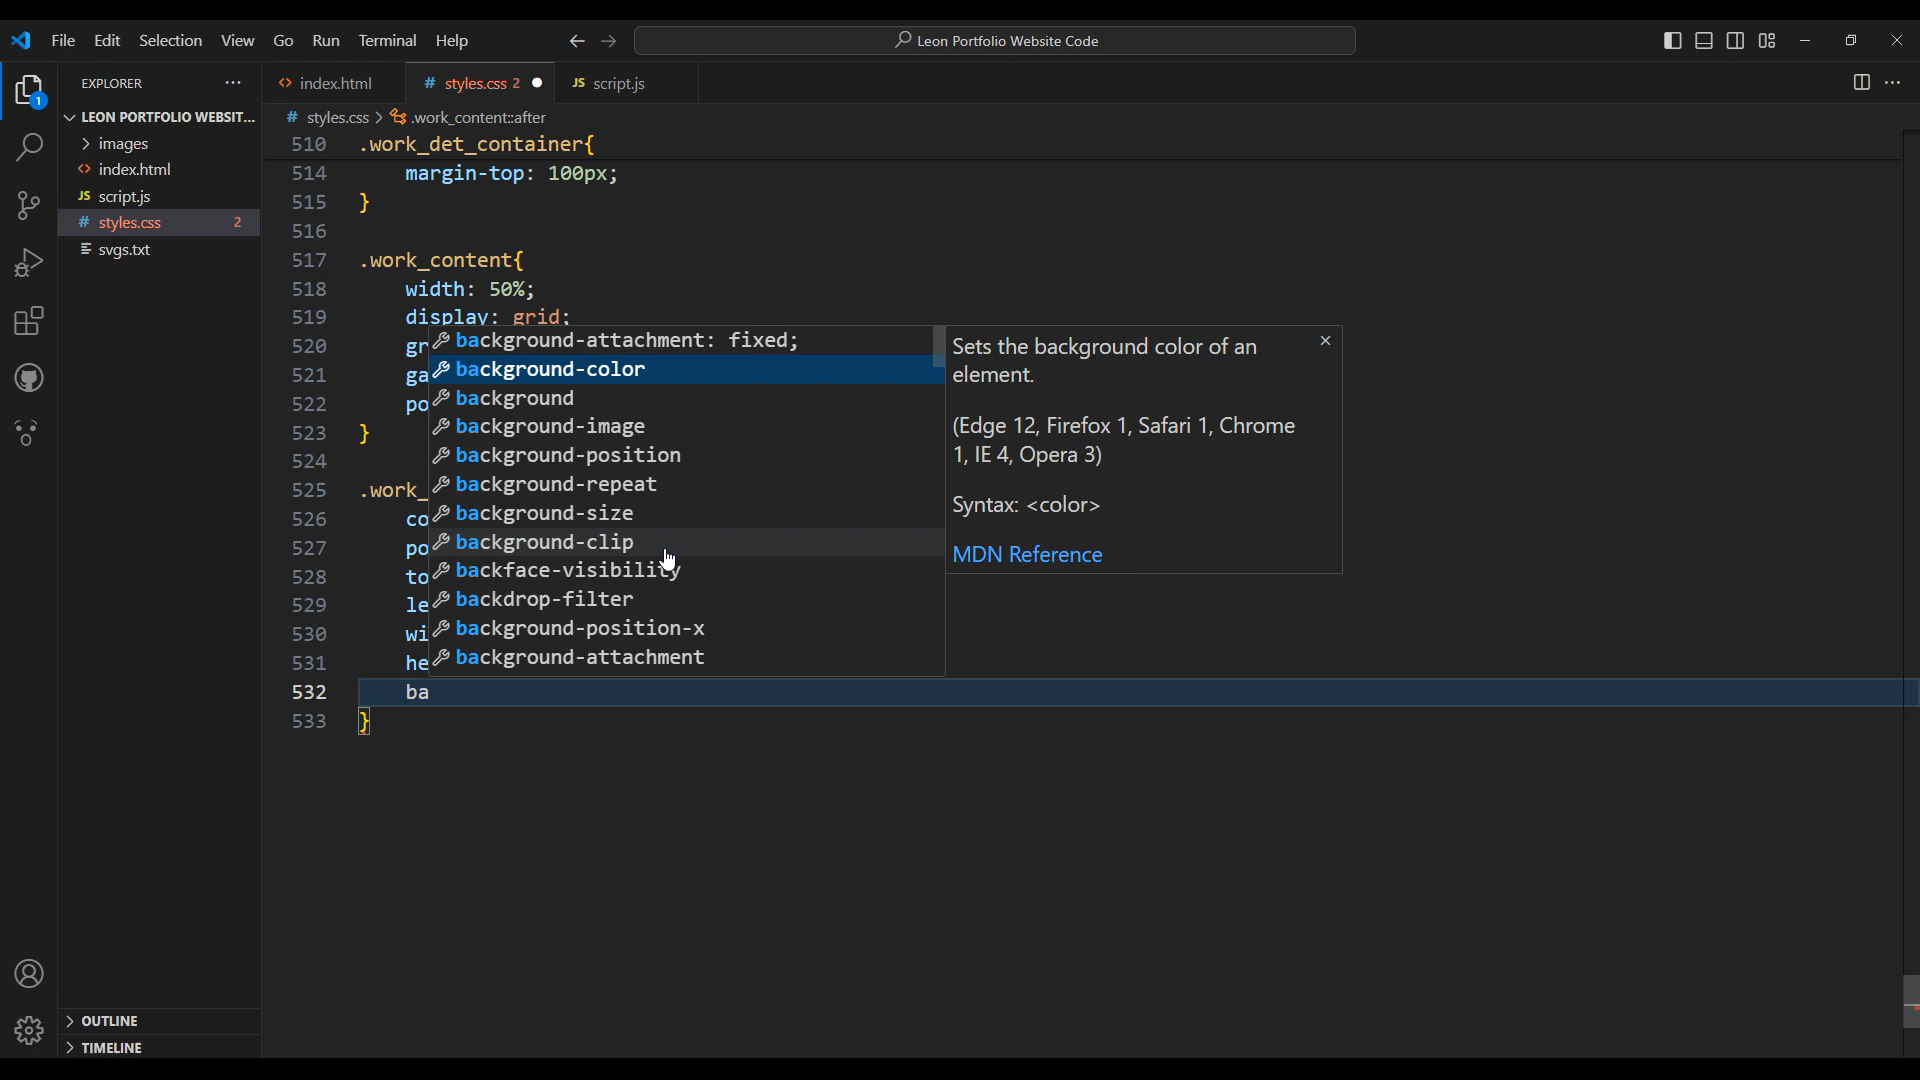 File Edit Selection View Go Run Terminal Help
Leon Portfolio Website Code
EXPLORER
LEON PORTFOLIO WEBSIT...
images
index.html
script.js
styles.css 2
svgs.txt
OUTLINE
TIMELINE
1
index.html
styles.css 2
script.js
styles.css > .work_content::after
510 .work_det_container{
514 margin-top: 100px;
515 }
516
517 .work_content{
518 width: 50%;
519 display: grid;
520 gr
521 ga
522 po
523 }
524
525 .work_
526 co
527 po
528 to
529 le
530 wi
531 he
532 ba
533 }
background-attachment: fixed;
background-color
background
background-image
background-position
background-repeat
background-size
background-clip
backface-visibility
backdrop-filter
background-position-x
background-attachment
Sets the background color of an
element.
(Edge 12, Firefox 1, Safari 1, Chrome
1, IE 4, Opera 3)
Syntax: <color>
MDN Reference